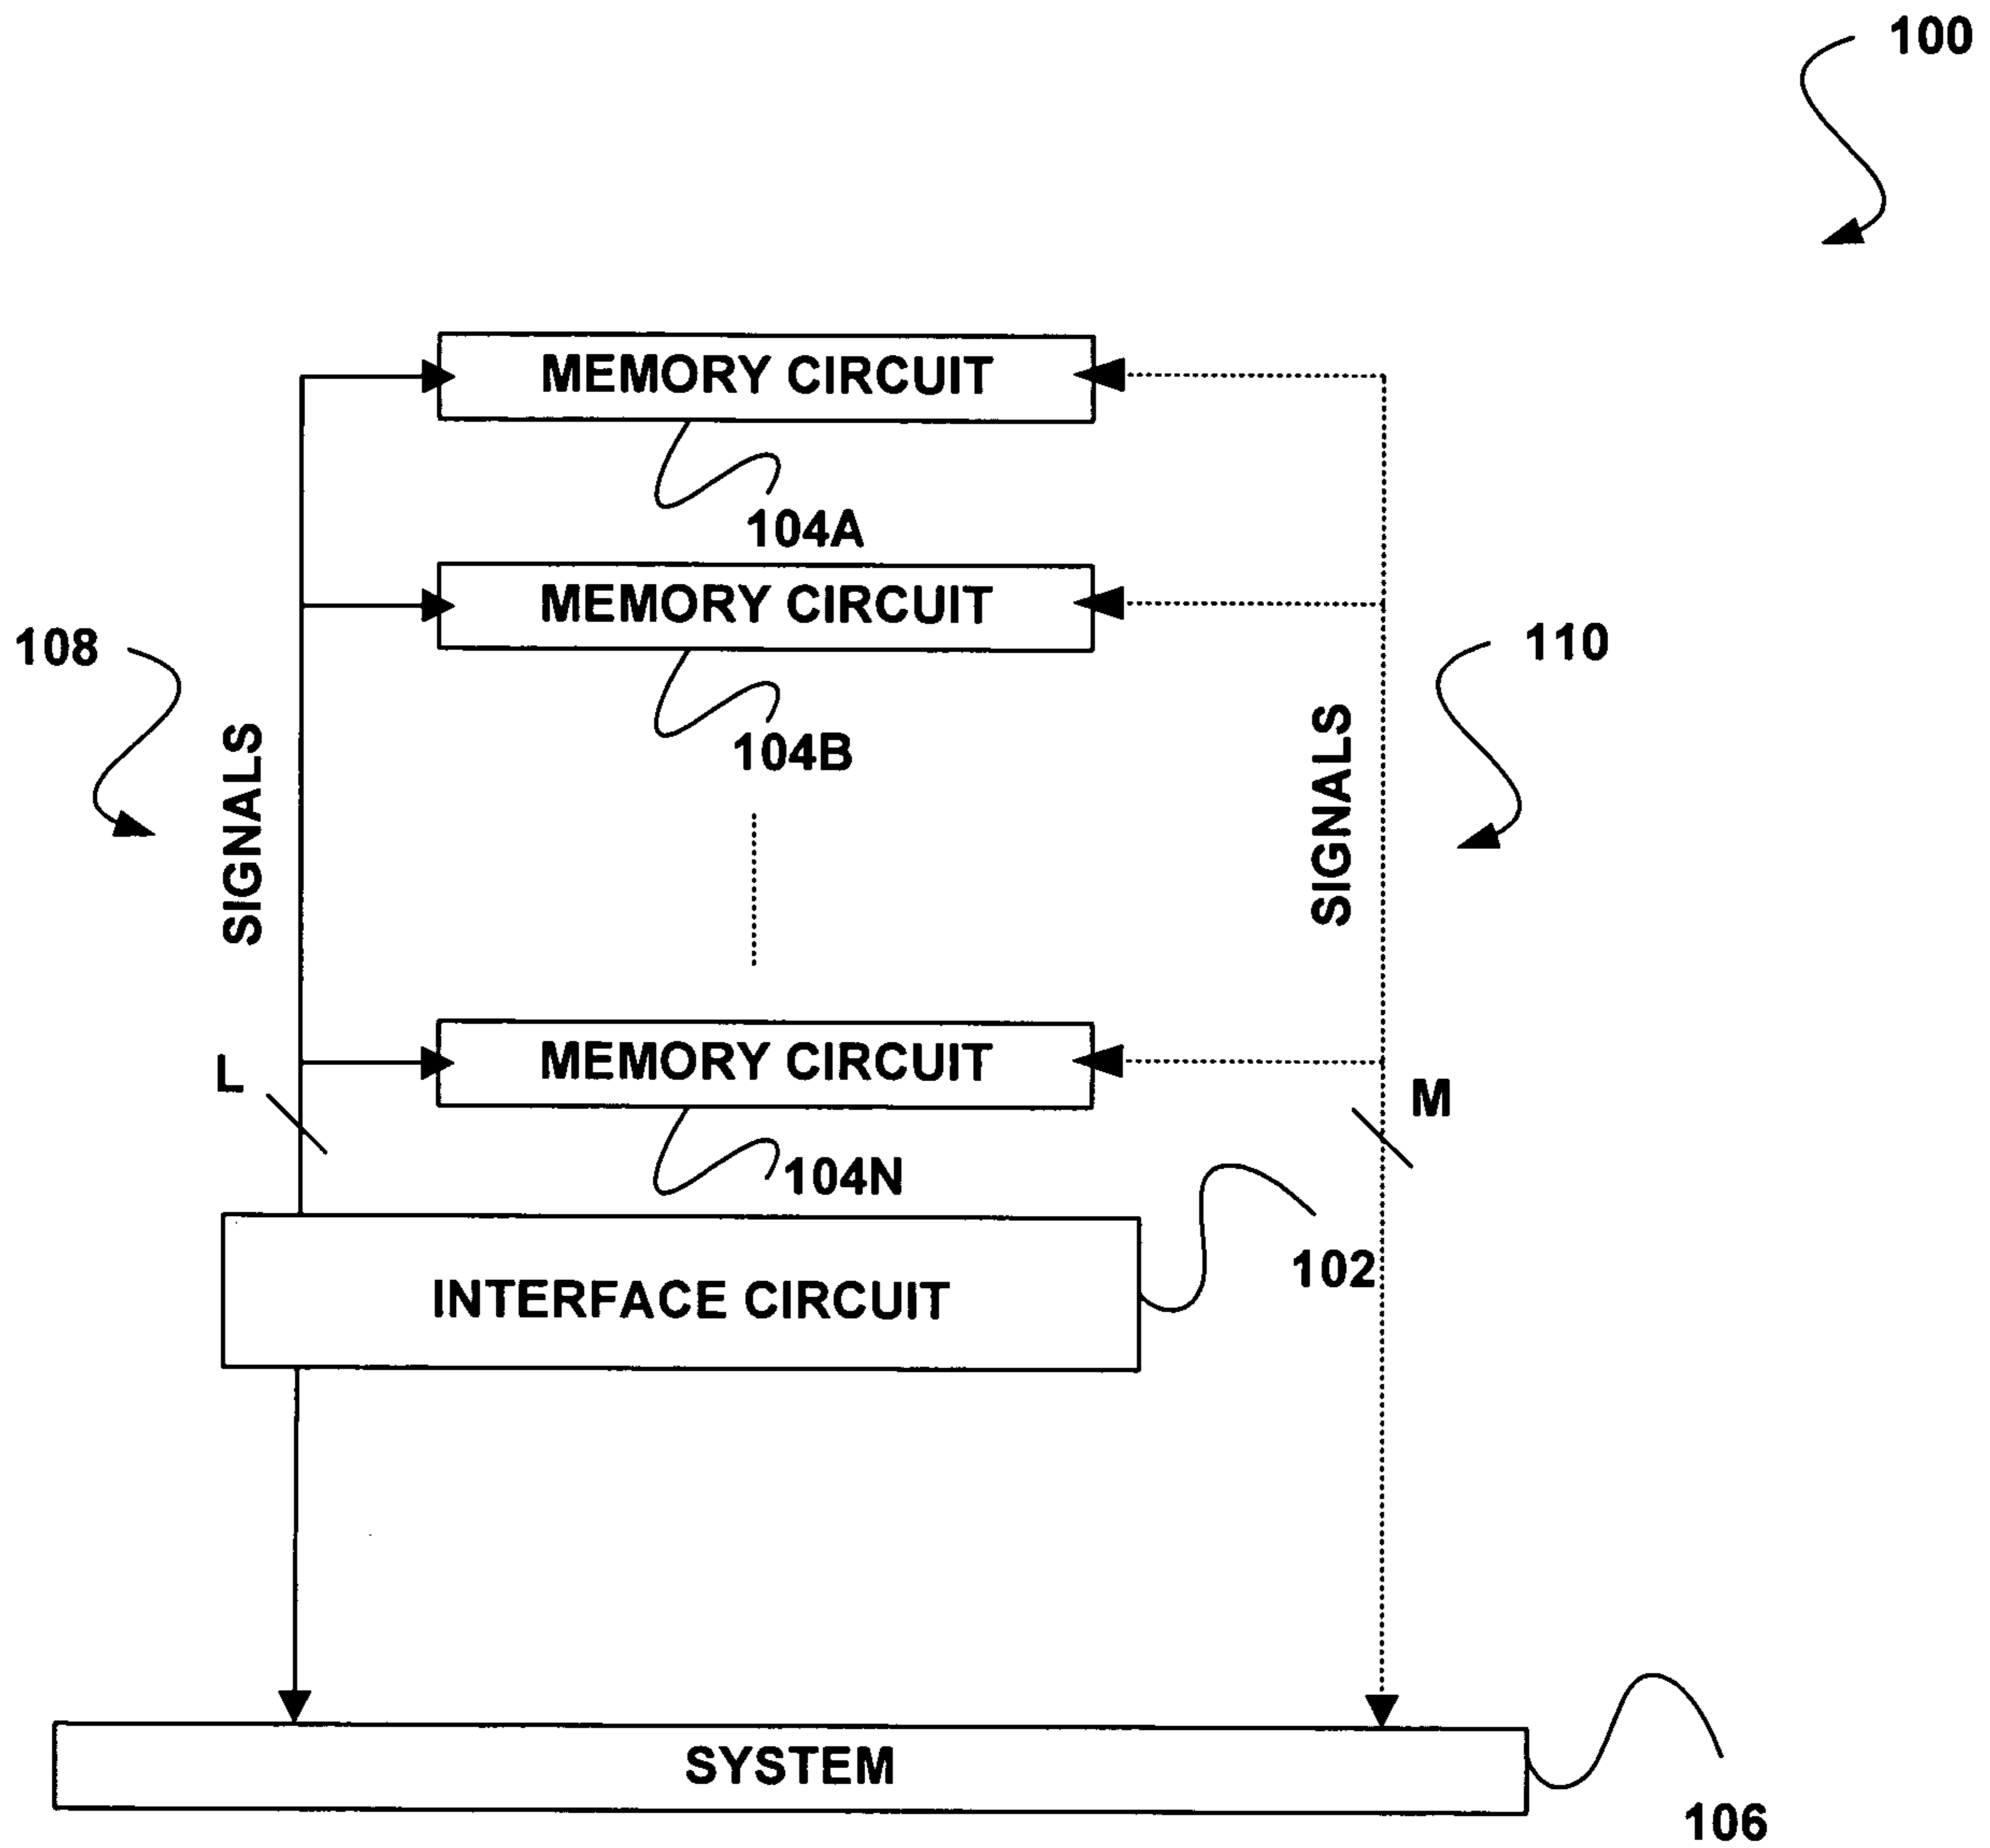 100
MEMORY CIRCUIT
104A
MEMORY CIRCUIT
104B
108
110
SIGNALS
SIGNALS
MEMORY CIRCUIT
L
M
104N
102
INTERFACE CIRCUIT
SYSTEM
106